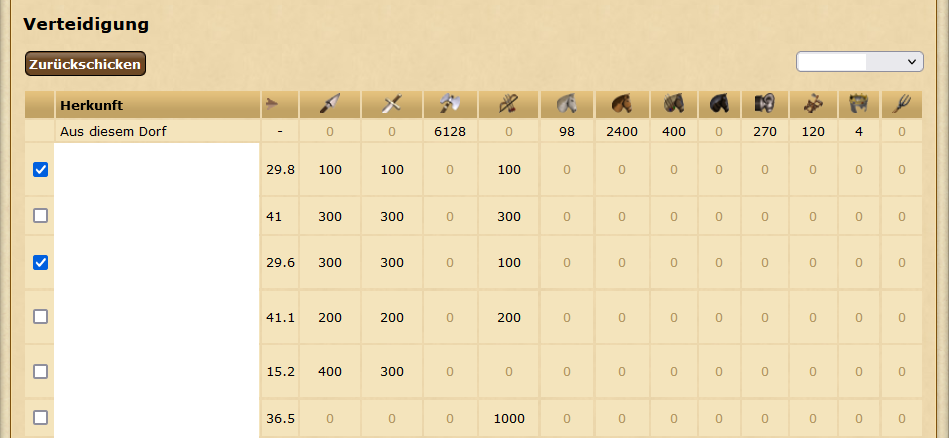 Verteidigung
Zurückschicken
Herkunft
Aus diesem Dorf - 0 0 6128 0 98 2400 400 0 270 120 4 0
29.8 100 100 0 100 0 0 0 0 0 0 0 0
41 300 300 0 300 0 0 0 0 0 0 0 0
29.6 300 300 0 100 0 0 0 0 0 0 0 0
41.1 200 200 0 200 0 0 0 0 0 0 0 0
15.2 400 300 0 0 0 0 0 0 0 0 0 0
36.5 0 0 0 1000 0 0 0 0 0 0 0 0